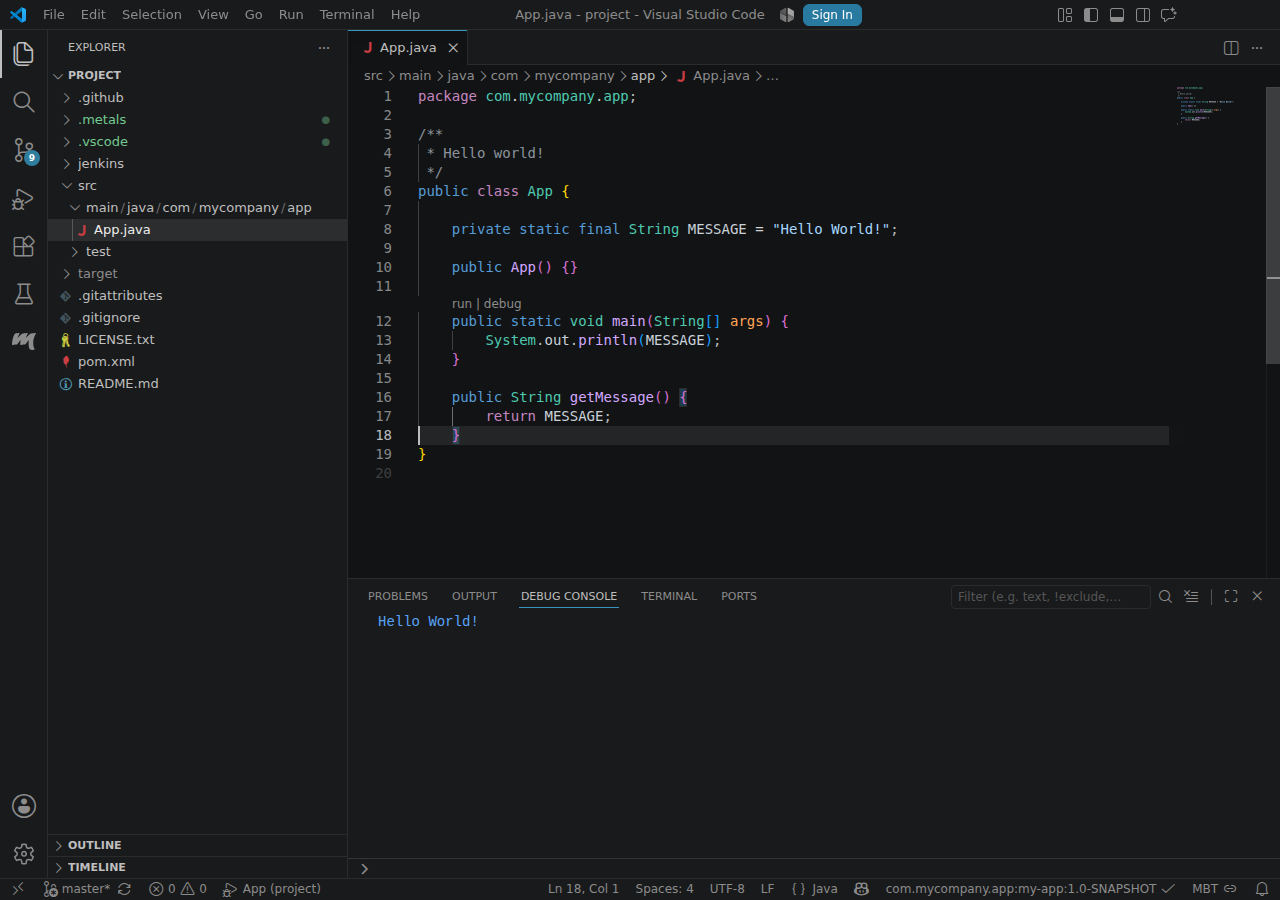 File Edit Selection View Go Run Terminal Help App.java - project - Visual Studio Code Sign In
EXPLORER
PROJECT
.github
.metals
.vscode
9
jenkins
src
main/java/com/mycompany/app
J App.java
test
target
.gitattributes
.gitignore
LICENSE.txt
pom.xml
README.md
OUTLINE
TIMELINE
J App.java
src > main > java > com > mycompany > app > J App.java > ...
1 package com.mycompany.app;
2
3 /**
4  * Hello world!
5  */
6 public class App {
7
8     private static final String MESSAGE = "Hello World!";
9
10     public App() {}
11
run | debug
12     public static void main(String[] args) {
13         System.out.println(MESSAGE);
14     }
15
16     public String getMessage() {
17         return MESSAGE;
18     }
19 }
20
PROBLEMS OUTPUT DEBUG CONSOLE TERMINAL PORTS Filter (e.g. text, !exclude,...
Hello World!
master* 0 0 App (project) Ln 18, Col 1 Spaces: 4 UTF-8 LF { } Java com.mycompany.app:my-app:1.0-SNAPSHOT MBT